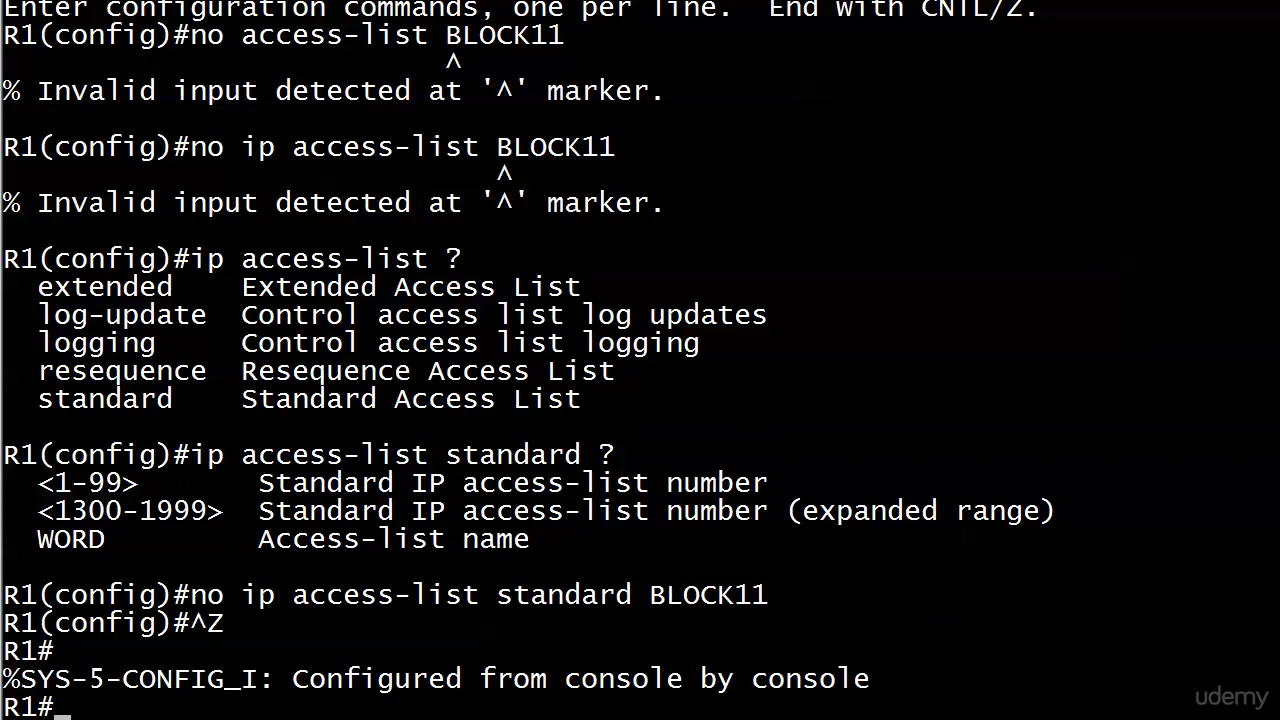 Enter configuration commands, one per line.  End with CNTL/Z.
R1(config)#no access-list BLOCK11
^
% Invalid input detected at '^' marker.
R1(config)#no ip access-list BLOCK11
^
% Invalid input detected at '^' marker.
R1(config)#ip access-list ?
extended    Extended Access List
log-update  Control access list log updates
logging     Control access list logging
resequence  Resequence Access List
standard    Standard Access List
R1(config)#ip access-list standard ?
<1-99>       Standard IP access-list number
<1300-1999>  Standard IP access-list number (expanded range)
WORD         Access-list name
R1(config)#no ip access-list standard BLOCK11
R1(config)#^Z
R1#
%SYS-5-CONFIG_I: Configured from console by console
R1#_
udemy